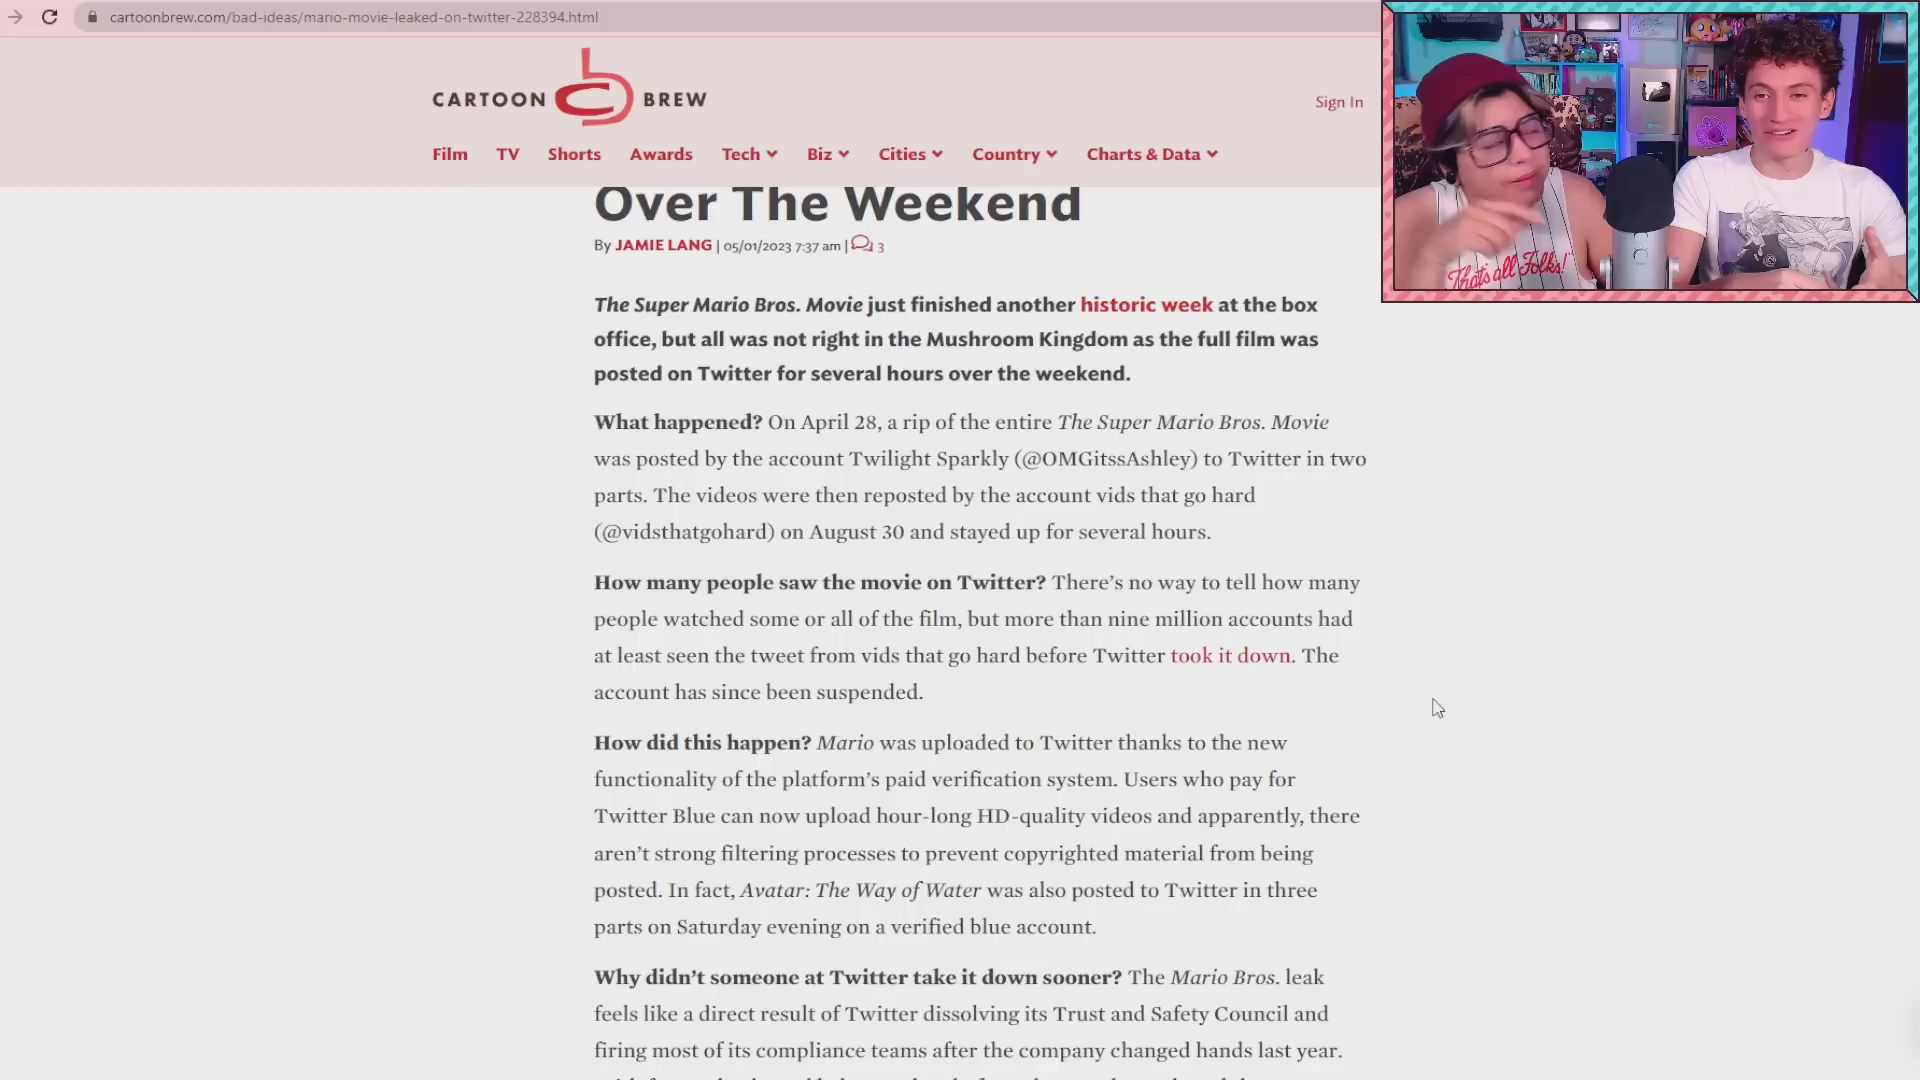 cartoonbrew.com/bad-ideas/mario-movie-leaked-on-twitter-228394.html
CARTOON BREW
Sign In
Film TV Shorts Awards Tech Biz Cities Country Charts & Data
Over The Weekend
By JAMIE LANG | 05/01/2023 7:37 am | 3
The Super Mario Bros. Movie just finished another historic week at the box
office, but all was not right in the Mushroom Kingdom as the full film was
posted on Twitter for several hours over the weekend.
What happened? On April 28, a rip of the entire The Super Mario Bros. Movie
was posted by the account Twilight Sparkly (@OMGitssAshley) to Twitter in two
parts. The videos were then reposted by the account vids that go hard
(@vidsthatgohard) on August 30 and stayed up for several hours.
How many people saw the movie on Twitter? There’s no way to tell how many
people watched some or all of the film, but more than nine million accounts had
at least seen the tweet from vids that go hard before Twitter took it down. The
account has since been suspended.
How did this happen? Mario was uploaded to Twitter thanks to the new
functionality of the platform’s paid verification system. Users who pay for
Twitter Blue can now upload hour-long HD-quality videos and apparently, there
aren’t strong filtering processes to prevent copyrighted material from being
posted. In fact, Avatar: The Way of Water was also posted to Twitter in three
parts on Saturday evening on a verified blue account.
Why didn’t someone at Twitter take it down sooner? The Mario Bros. leak
feels like a direct result of Twitter dissolving its Trust and Safety Council and
firing most of its compliance teams after the company changed hands last year.
That's all Folks!